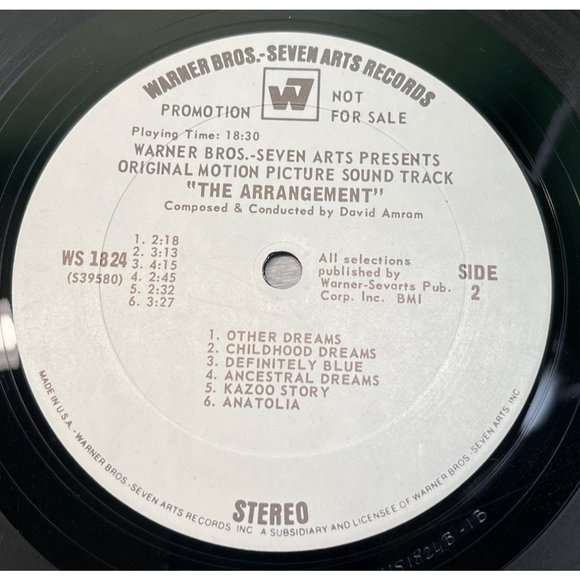 WARNER BROS.-SEVEN ARTS RECORDS
W7
PROMOTION NOT FOR SALE
Playing Time: 18:30
WARNER BROS.-SEVEN ARTS PRESENTS
ORIGINAL MOTION PICTURE SOUND TRACK
"THE ARRANGEMENT"
Composed & Conducted by David Amram
WS 1824
(S39580)
1. 2:18
2. 3:13
3. 4:15
4. 2:45
5. 2:32
6. 3:27
All selections
published by
Warner-Sevarts Pub.
Corp. Inc. BMI
SIDE
2
1. OTHER DREAMS
2. CHILDHOOD DREAMS
3. DEFINITELY BLUE
4. ANCESTRAL DREAMS
5. KAZOO STORY
6. ANATOLIA
STEREO
MADE IN U.S.A. - WARNER BROS. - SEVEN ARTS RECORDS INC. A SUBSIDIARY AND LICENSEE OF WARNER BROS. - SEVEN ARTS, INC